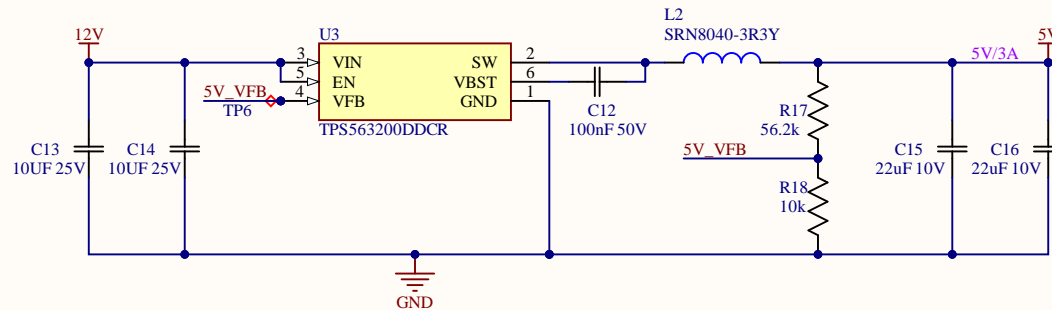 L2
SRN8040-3R3Y
12V
U3
5V
3
VIN
SW
2
5V/3A
5
EN
VBST
6
5V_VFB
4
VFB
GND
1
TP6
C12
R17
TPS563200DDCR
100nF 50V
56.2k
C13
C14
5V_VFB
C15
C16
10UF 25V
10UF 25V
22uF 10V
22uF 10V
R18
10k
GND